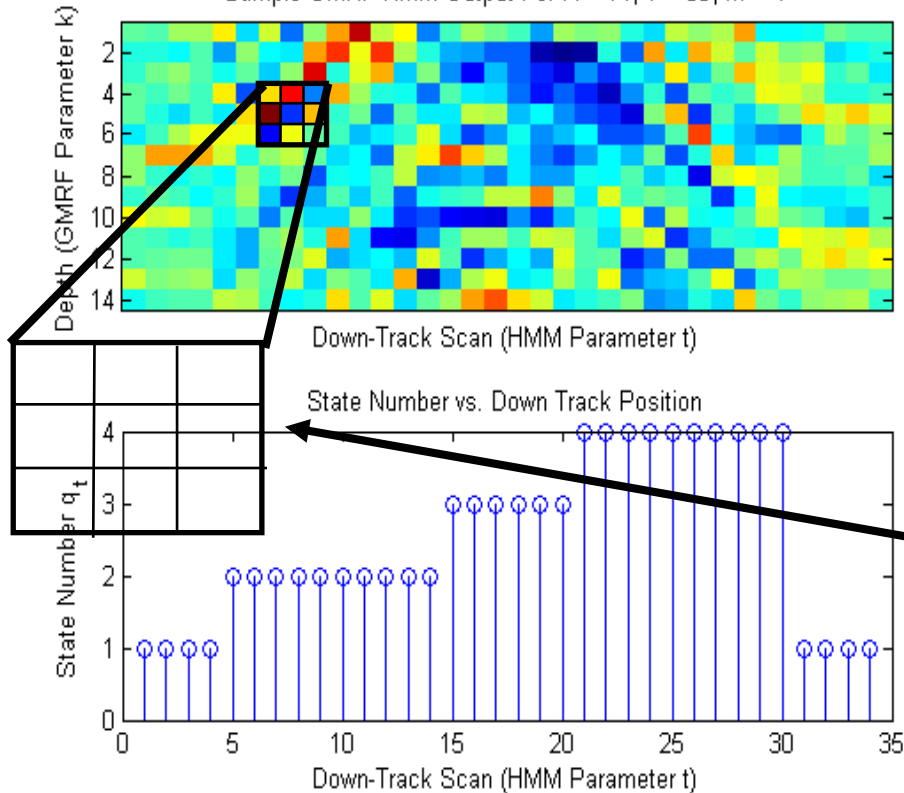 Depth (GMRF Parameter k)
2
4
6
8
10
12
14
Down-Track Scan (HMM Parameter t)
State Number vs. Down Track Position
State Number q_t
4
3
2
1
0
0 5 10 15 20 25 30 35
Down-Track Scan (HMM Parameter t)